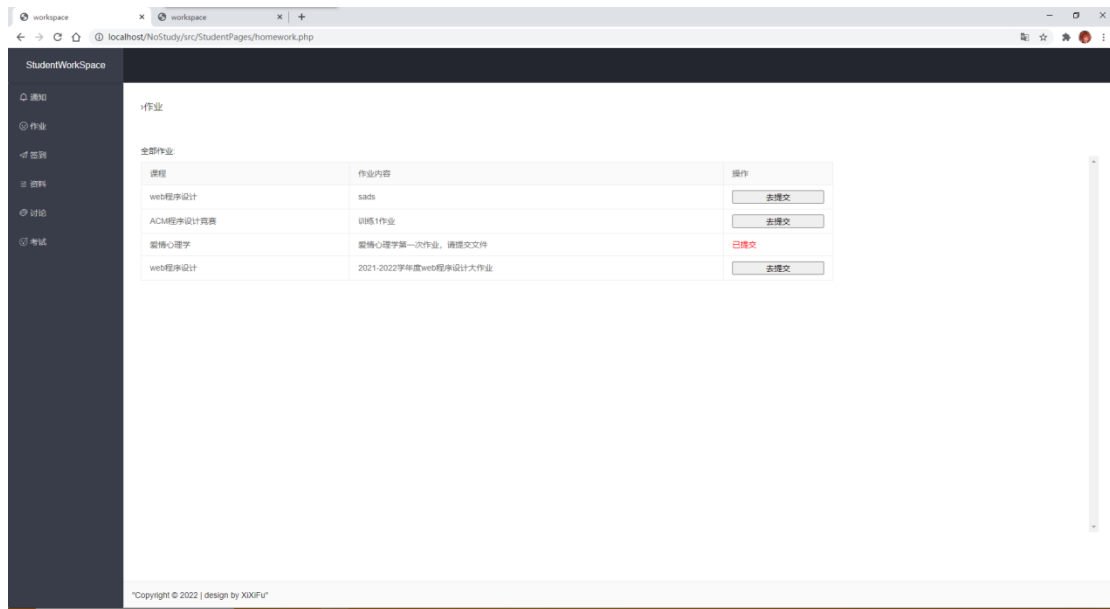 workspace
workspace
localhost/NoStudy/src/StudentPages/homework.php
StudentWorkSpace
通知
作业
签到
资料
讨论
考试
›作业
全部作业:
课程 作业内容 操作
web程序设计 sads 去提交
ACM程序设计竞赛 训练1作业 去提交
爱情心理学 爱情心理学第一次作业，请提交文件 已提交
web程序设计 2021-2022学年度web程序设计大作业 去提交
"Copyright © 2022 | design by XiXiFu"